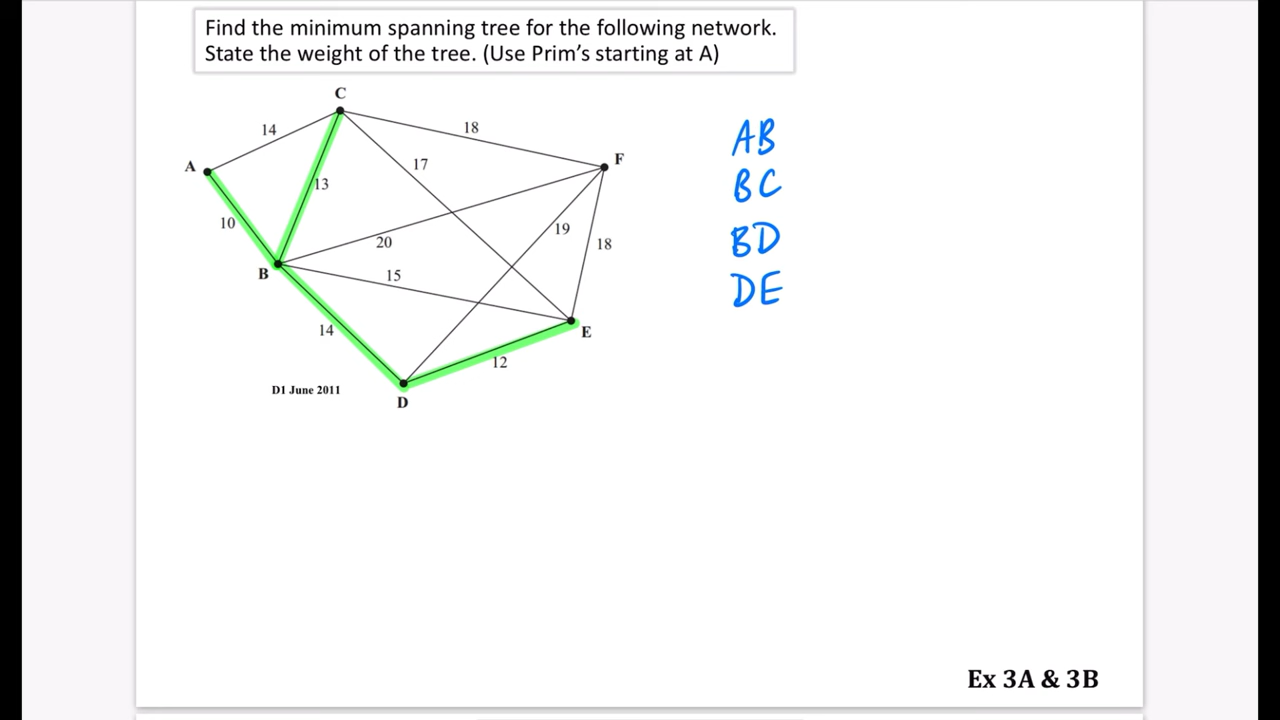 Find the minimum spanning tree for the following network.
State the weight of the tree. (Use Prim's starting at A)
C
14
18
A
F
17
13
10
20
19
18
B
15
E
14
12
D1 June 2011
D
AB
BC
BD
DE
Ex 3A & 3B